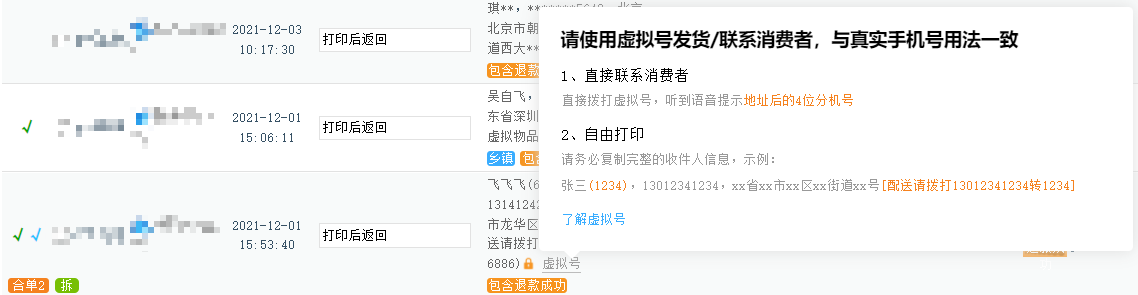 琪**,
北京市朝
道西大**
包含退款
2021-12-03
10:17:30
打印后返回
吴自飞,
东省深圳
虚拟物品
乡镇
2021-12-01
15:06:11
打印后返回
飞飞飞(6
13141242
市龙华区
送请拨打
6886)
虚拟号
包含退款成功
2021-12-01
15:53:40
打印后返回
合单2
拆
请使用虚拟号发货/联系消费者，与真实手机号用法一致
1、直接联系消费者
直接拨打虚拟号，听到语音提示地址后的4位分机号
2、自由打印
请务必复制完整的收件人信息，示例：
张三(1234)，13012341234，xx省xx市xx区xx街道xx号[配送请拨打13012341234转1234]
了解虚拟号